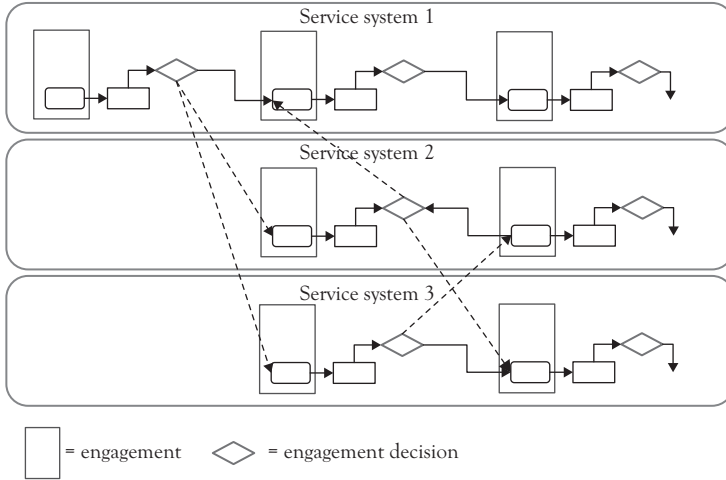 Service system 1
Service system 2
Service system 3
= engagement
= engagement decision